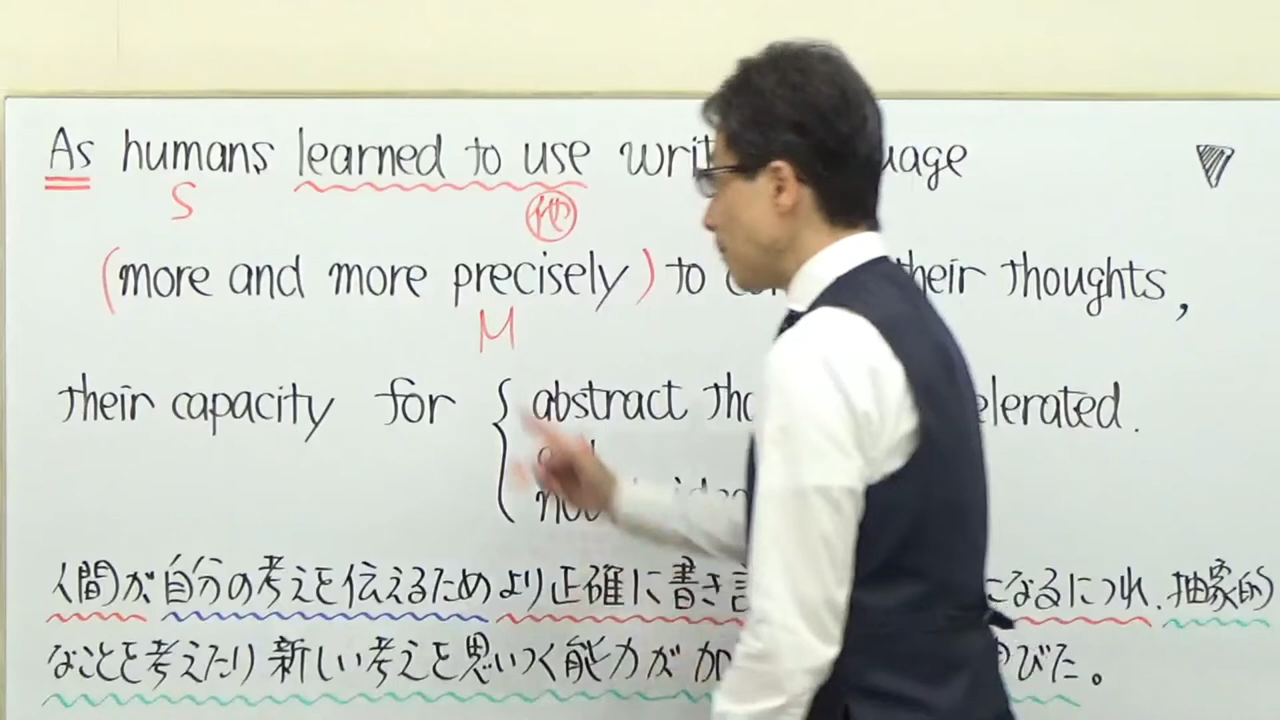 As humans learned to use uage
S
他
(more and more precisely) to their thoughts,
M
their capacity for { abstract elerated.
人間が自分の考えを伝えるためより正確に書き になるにつれ、抽象的
なことを考えたり新しい考えを思いつく能力が びた。